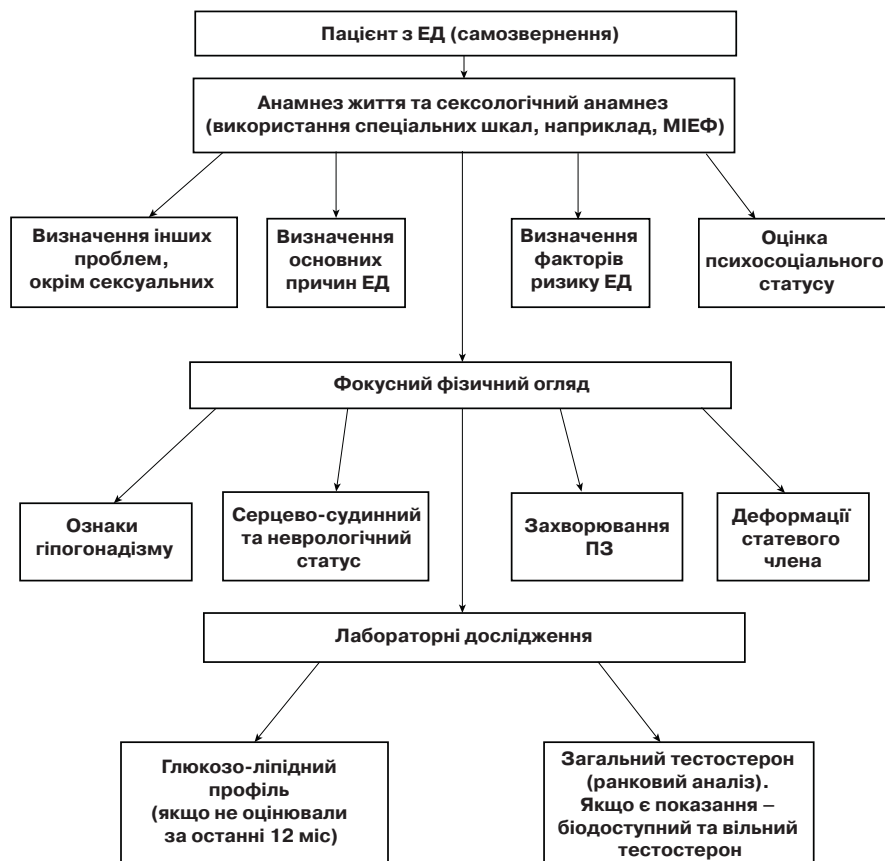 Пацієнт з ЕД (самозвернення)
Анамнез життя та сексологічний анамнез
(використання спеціальних шкал, наприклад, МІЕФ)
Визначення інших
проблем,
окрім сексуальних
Визначення
основних
причин ЕД
Визначення
факторів
ризику ЕД
Оцінка
психосоціального
статусу
Фокусний фізичний огляд
Ознаки
гіпогонадізму
Серцево-судинний
та неврологічний
статус
Захворювання
ПЗ
Деформації
статевого
члена
Лабораторні дослідження
Глюкозо-ліпідний
профіль
(якщо не оцінювали
за останні 12 міс)
Загальний тестостерон
(ранковий аналіз).
Якщо є показання –
біодоступний та вільний
тестостерон